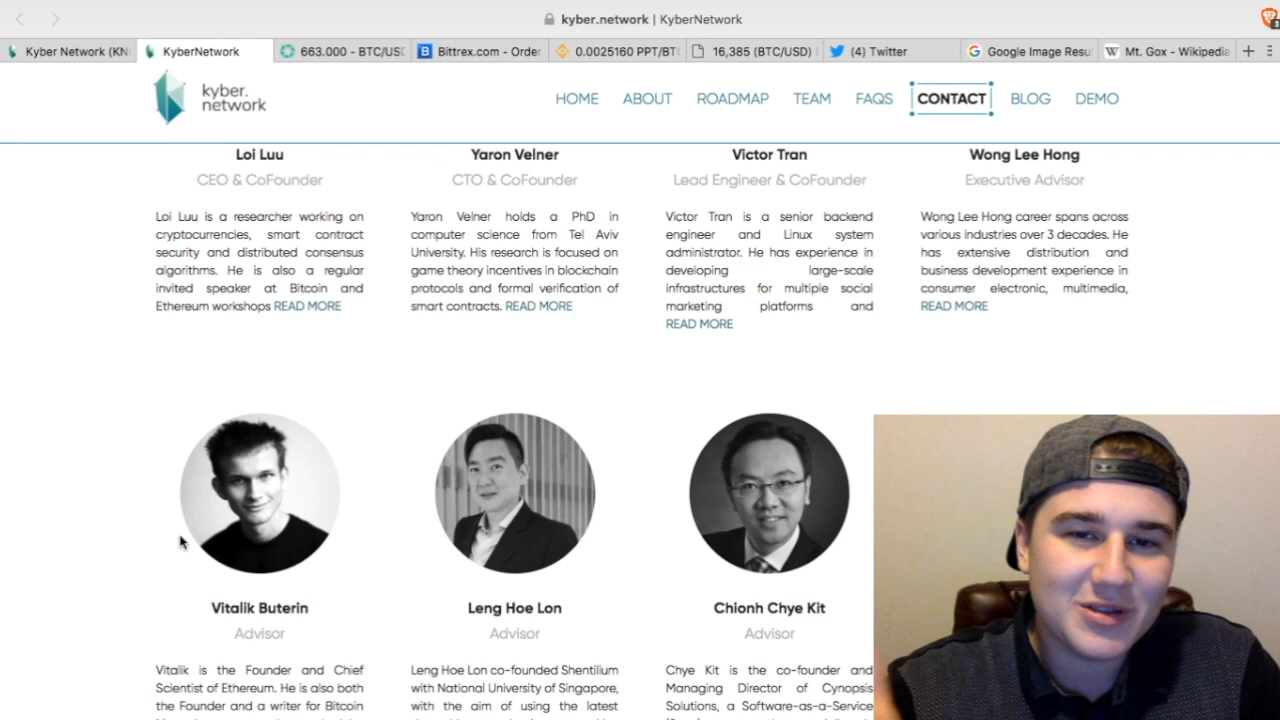 kyber.network | KyberNetwork
Kyber Network (KN
KyberNetwork
663.000 - BTC/USD
Bittrex.com - Order
0.0025160 PPT/BT
16,385 (BTC/USD)
(4) Twitter
Google Image Resu
Mt. Gox - Wikipedia
kyber.
network
HOME ABOUT ROADMAP TEAM FAQS CONTACT BLOG DEMO
Loi Luu
CEO & CoFounder
Loi Luu is a researcher working on
cryptocurrencies, smart contract
security and distributed consensus
algorithms. He is also a regular
invited speaker at Bitcoin and
Ethereum workshops READ MORE
Yaron Velner
CTO & CoFounder
Yaron Velner holds a PhD in
computer science from Tel Aviv
University. His research is focused on
game theory incentives in blockchain
protocols and formal verification of
smart contracts. READ MORE
Victor Tran
Lead Engineer & CoFounder
Victor Tran is a senior backend
engineer and Linux system
administrator. He has experience in
developing large-scale
infrastructures for multiple social
marketing platforms and
READ MORE
Wong Lee Hong
Executive Advisor
Wong Lee Hong career spans across
various industries over 3 decades. He
has extensive distribution and
business development experience in
consumer electronic, multimedia,
READ MORE
Vitalik Buterin
Advisor
Vitalik is the Founder and Chief
Scientist of Ethereum. He is also both
the Founder and a writer for Bitcoin
Leng Hoe Lon
Advisor
Leng Hoe Lon co-founded Shentilium
with National University of Singapore,
with the aim of using the latest
Chionh Chye Kit
Advisor
Chye Kit is the co-founder and
Managing Director of Cynopsis
Solutions, a Software-as-a-Service